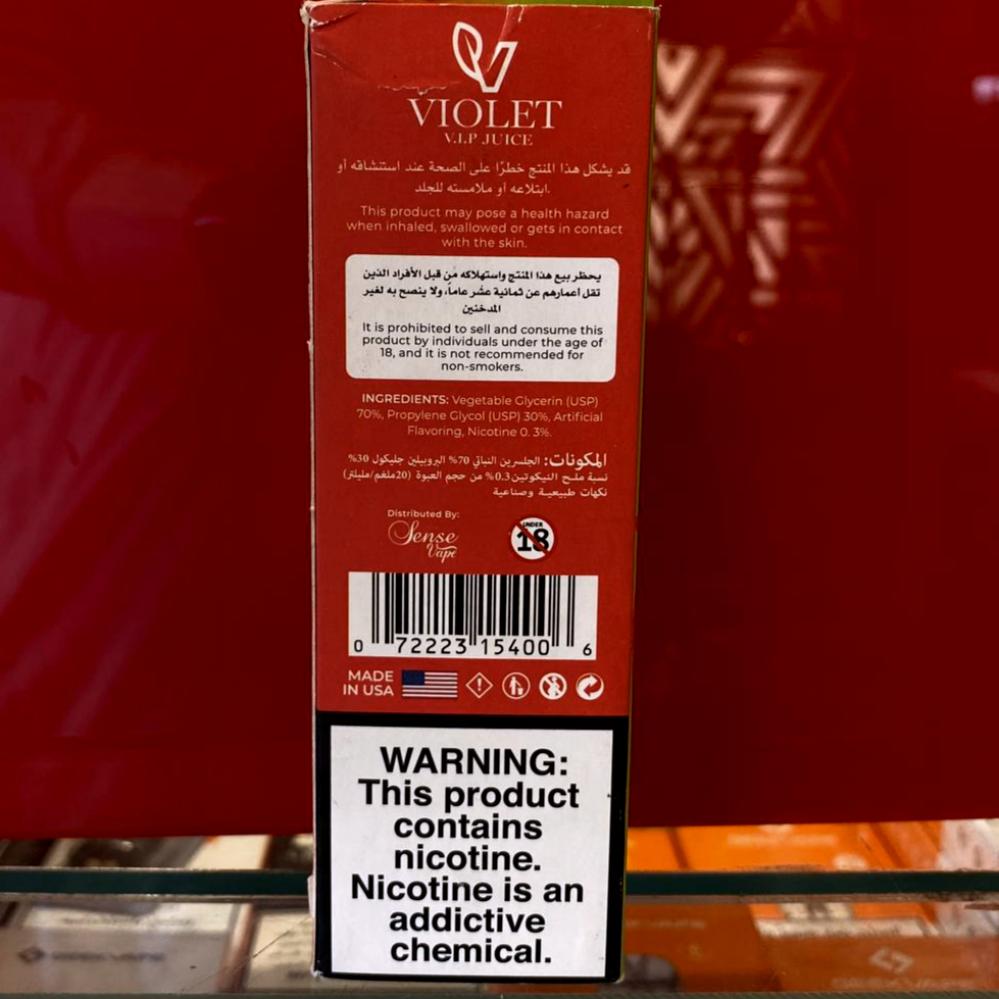 VIOLET
V.I.P JUICE
قد يشكل هذا المنتج خطرًا على الصحة عند استنشاقه أو
ابتلاعه أو ملامسته للجلد.
This product may pose a health hazard
when inhaled, swallowed or gets in contact
with the skin.
يحظر بيع هذا المنتج واستهلاكه من قبل الأفراد الذين
تقل أعمارهم عن ثمانية عشر عاماً، ولا ينصح به لغير
المدخنين
It is prohibited to sell and consume this
product by individuals under the age of
18, and it is not recommended for
non-smokers.
INGREDIENTS: Vegetable Glycerin (USP)
70%, Propylene Glycol (USP) 30%, Artificial
Flavoring, Nicotine 0. 3%.
المكونات: الجلسرين النباتي 70% البروبيلين جليكول 30%
نسبة ملح النيكوتين 0.3% من حجم العبوة (20ملغم/مليلتر)
نكهات طبيعية وصناعية
Distributed By:
Sense
Vape
UNDER
18
0 72223 15400 6
MADE
IN USA
WARNING:
This product
contains
nicotine.
Nicotine is an
addictive
chemical.